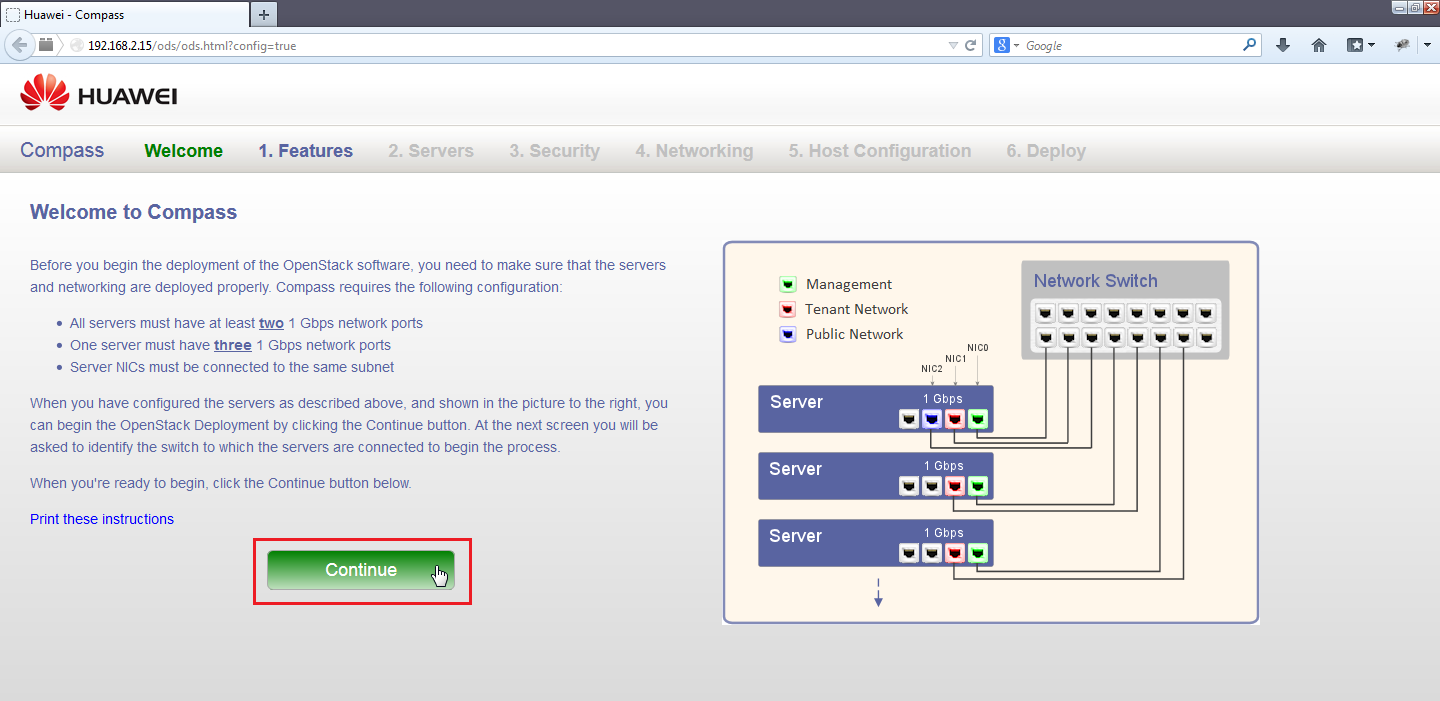 Huawei - Compass
192.168.2.15/ods/ods.html?config=true
Google
HUAWEI
Compass Welcome 1. Features 2. Servers 3. Security 4. Networking 5. Host Configuration 6. Deploy
Welcome to Compass
Before you begin the deployment of the OpenStack software, you need to make sure that the servers
and networking are deployed properly. Compass requires the following configuration:
• All servers must have at least two 1 Gbps network ports
• One server must have three 1 Gbps network ports
• Server NICs must be connected to the same subnet
When you have configured the servers as described above, and shown in the picture to the right, you
can begin the OpenStack Deployment by clicking the Continue button. At the next screen you will be
asked to identify the switch to which the servers are connected to begin the process.
When you're ready to begin, click the Continue button below.
Print these instructions
Continue
Management
Tenant Network
Public Network
Network Switch
NIC0
NIC1
NIC2
Server 1 Gbps
Server 1 Gbps
Server 1 Gbps